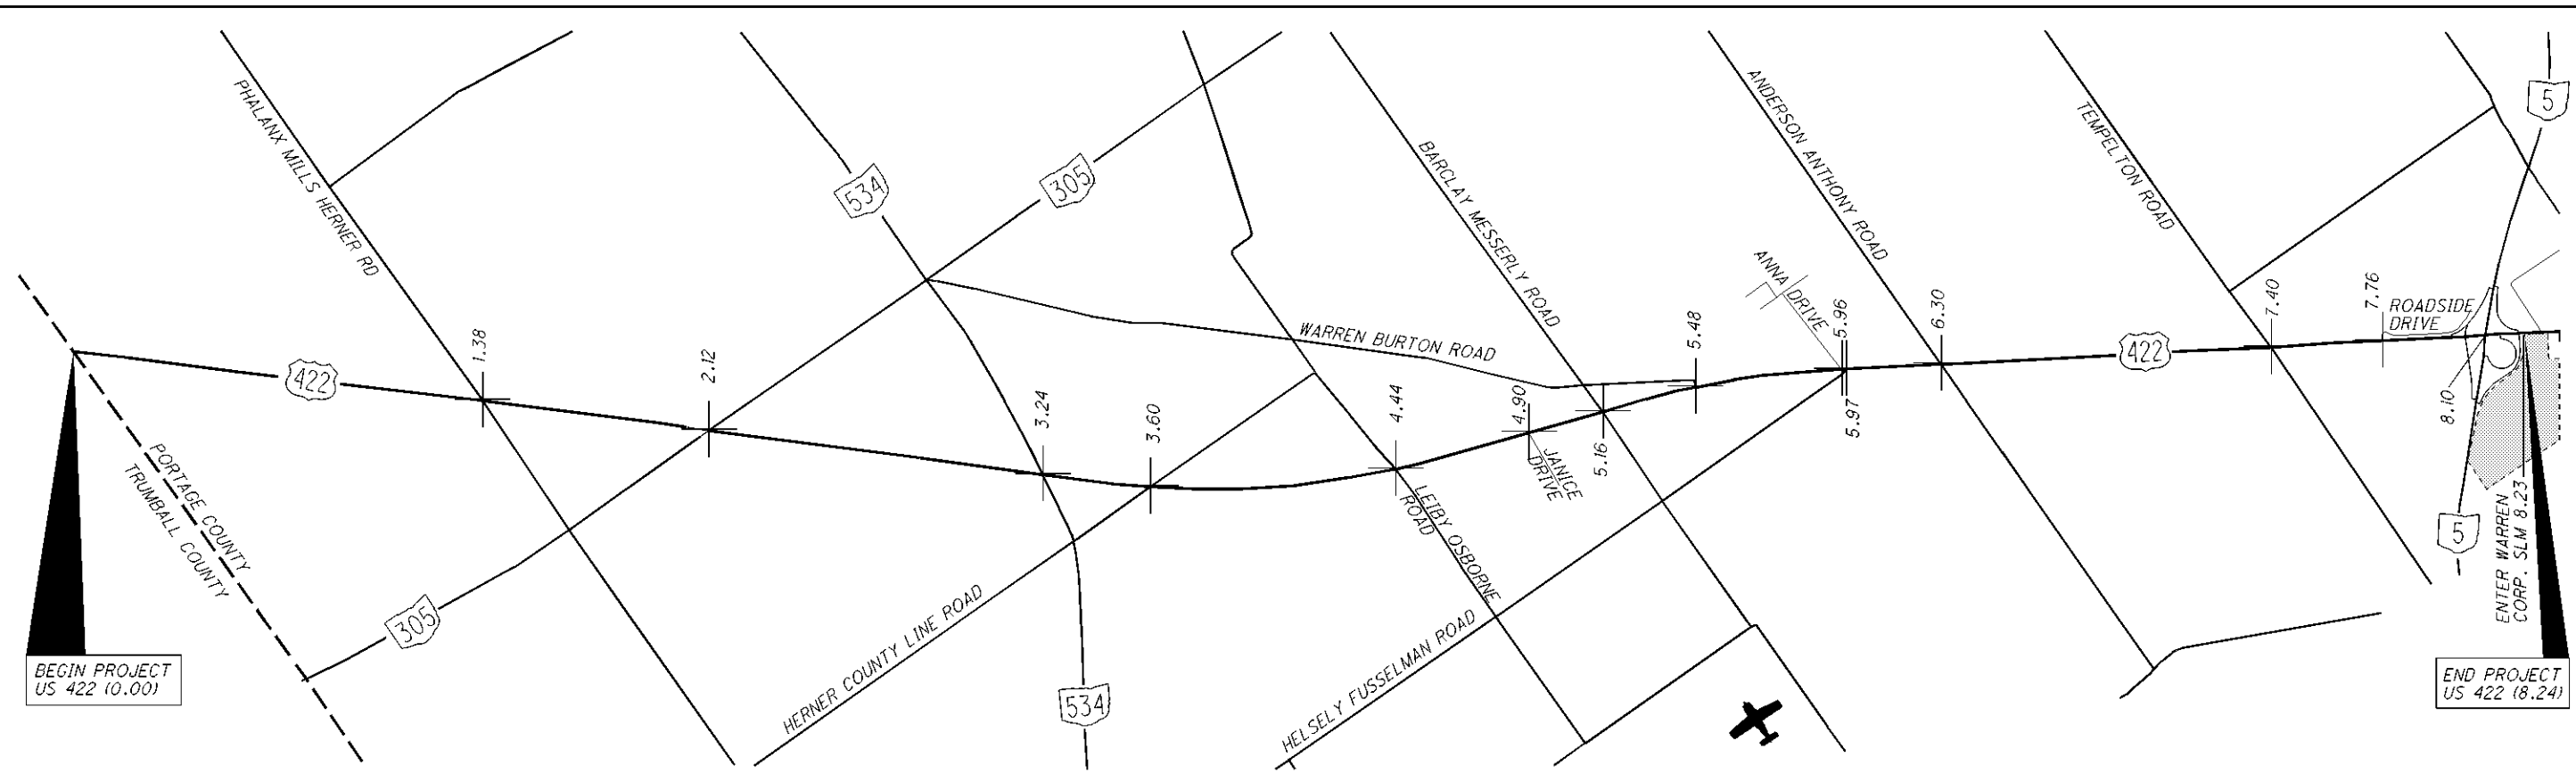 PHALANX MILLS HERNER RD
534
305
BARCLAY MESSERLY ROAD
ANDERSON ANTHONY ROAD
TEMPELTON ROAD
5
422
1.38
2.12
3.24
3.60
4.44
4.90
5.16
5.48
WARREN BURTON ROAD
ANNA DRIVE
5.96
5.97
6.30
422
7.40
7.76
ROADSIDE
DRIVE
8.10
PORTAGE COUNTY
TRUMBALL COUNTY
305
HERNER COUNTY LINE ROAD
534
JANICE
DRIVE
LEIBY OSBORNE
ROAD
HELSELY FUSSELMAN ROAD
5
ENTER WARREN
CORP. SLM 8.23
BEGIN PROJECT
US 422 (0.00)
END PROJECT
US 422 (8.24)